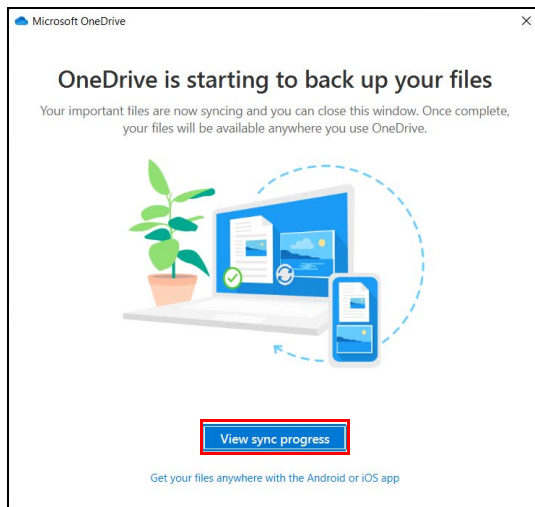 Microsoft OneDrive
OneDrive is starting to back up your files
Your important files are now syncing and you can close this window. Once complete,
your files will be available anywhere you use OneDrive.
View sync progress
Get your files anywhere with the Android or iOS app